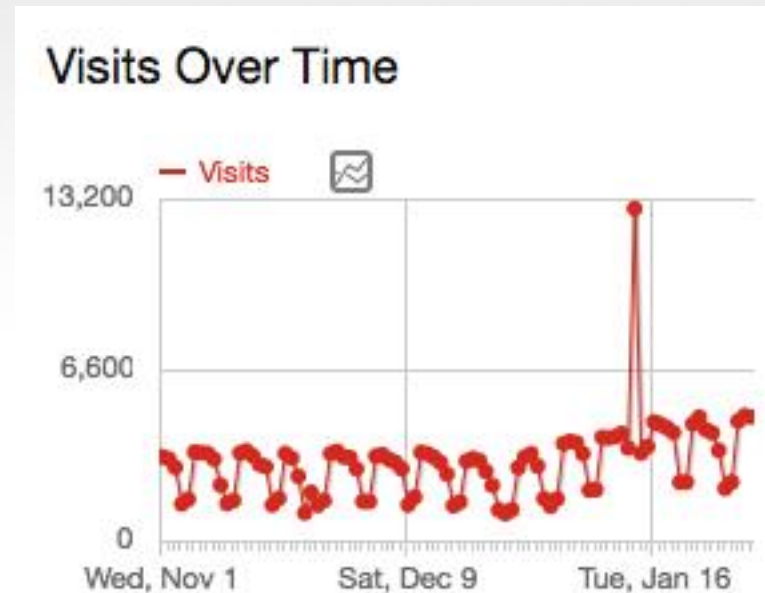 Visits Over Time
Visits
13,200
6,600
0
Wed, Nov 1 Sat, Dec 9 Tue, Jan 16